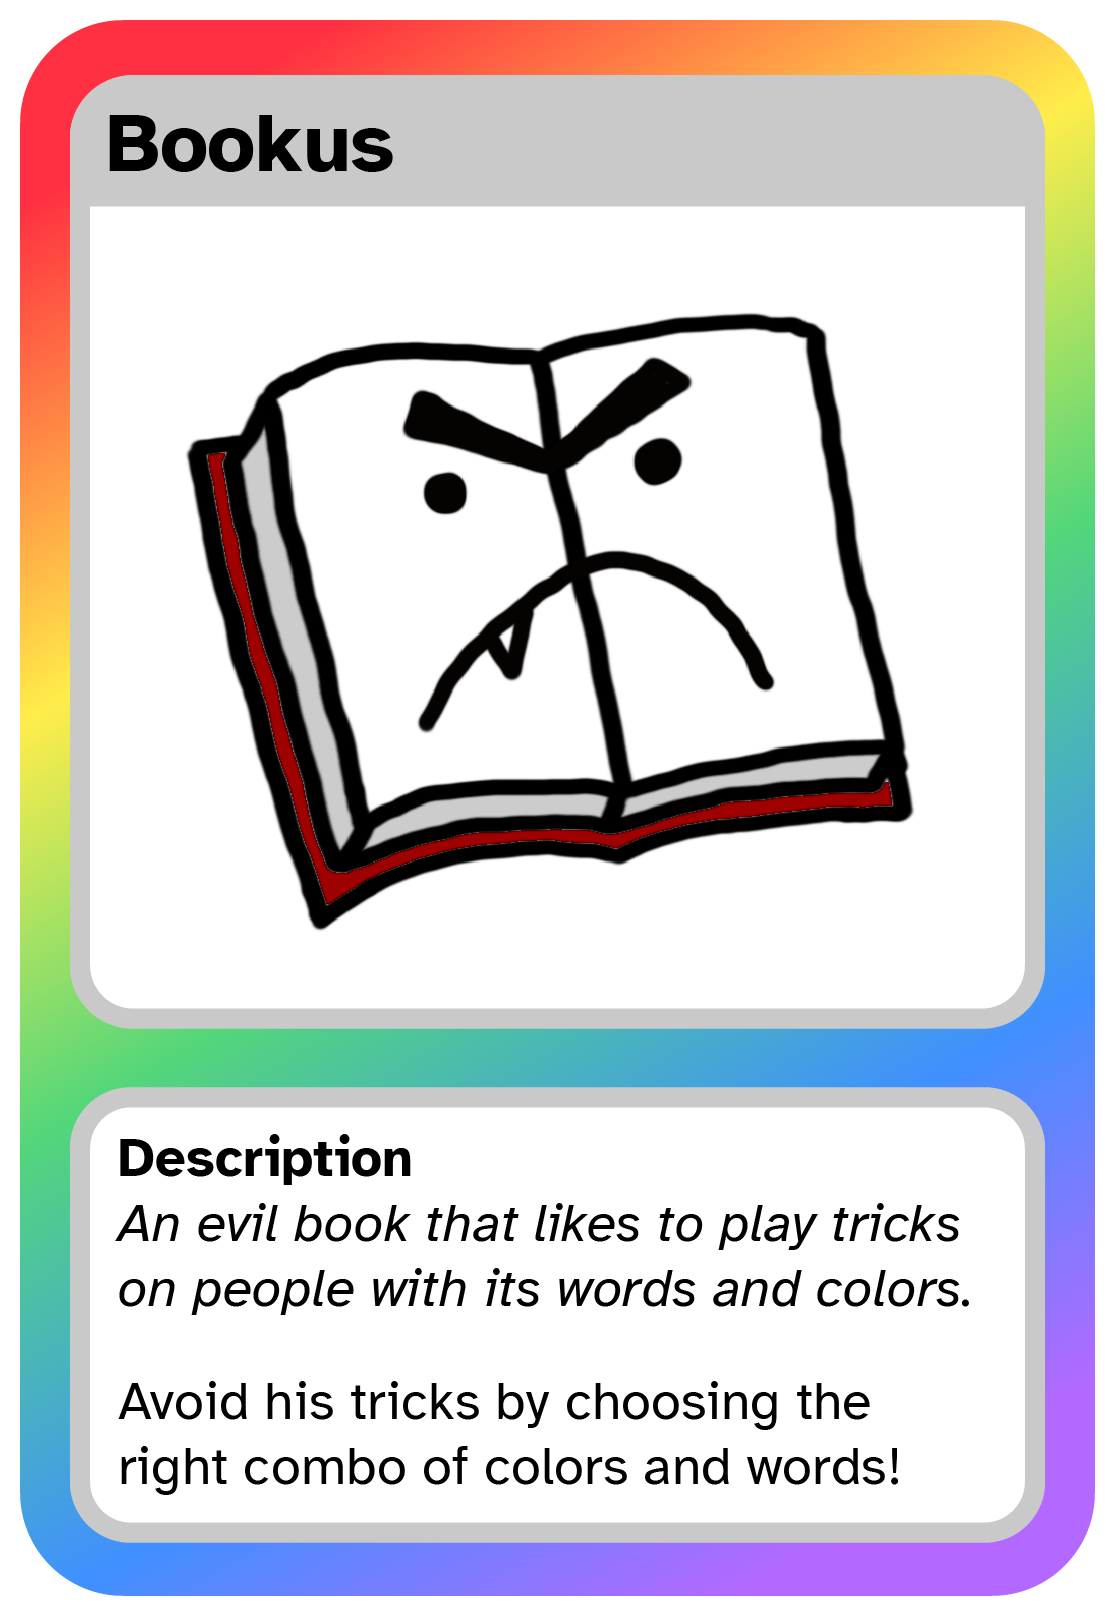 Bookus
Description
An evil book that likes to play tricks
on people with its words and colors.
Avoid his tricks by choosing the
right combo of colors and words!